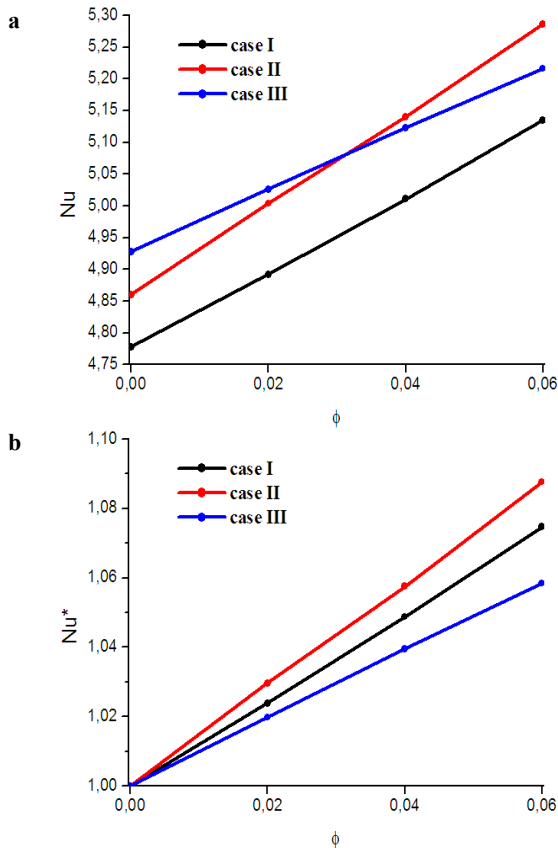 a
5,30
5,25
5,20
5,15
5,10
5,05
5,00
4,95
4,90
4,85
4,80
4,75
Nu
case I
case II
case III
0,00 0,02 0,04 0,06
ϕ
b
1,10
1,08
1,06
1,04
1,02
1,00
Nu*
case I
case II
case III
0,00 0,02 0,04 0,06
ϕ